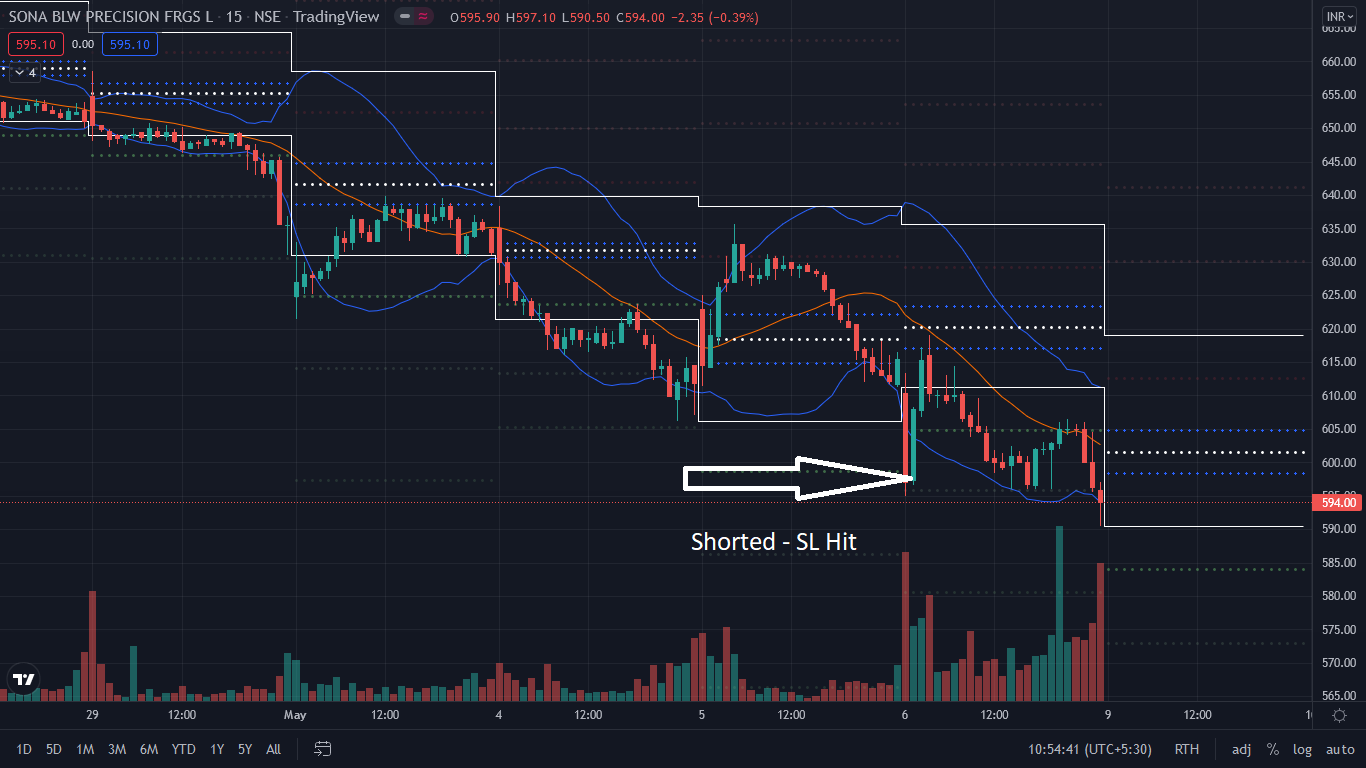 SONA BLW PRECISION FRGS L · 15 · NSE · TradingView
O595.90 H597.10 L590.50 C594.00 −2.35 (−0.39%)
INR
595.10 0.00 595.10
4
665.00
660.00
655.00
650.00
645.00
640.00
635.00
630.00
625.00
620.00
615.00
610.00
605.00
600.00
595.00
594.00
590.00
585.00
580.00
575.00
570.00
565.00
Shorted - SL Hit
29 12:00 May 12:00 4 12:00 5 12:00 6 12:00 9 12:00
1D 5D 1M 3M 6M YTD 1Y 5Y All
10:54:41 (UTC+5:30) RTH adj % log auto